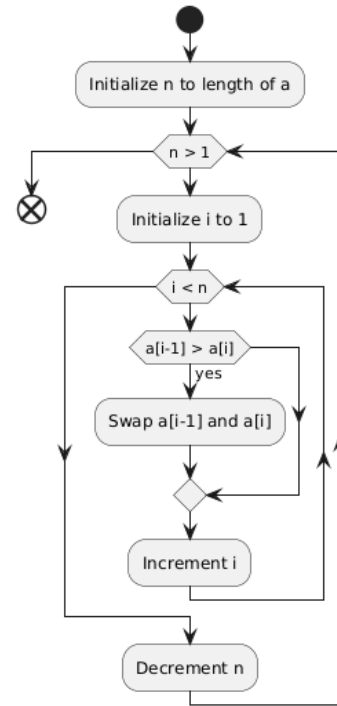 Initialize n to length of a
n > 1
Initialize i to 1
i < n
a[i-1] > a[i]
yes
Swap a[i-1] and a[i]
Increment i
Decrement n